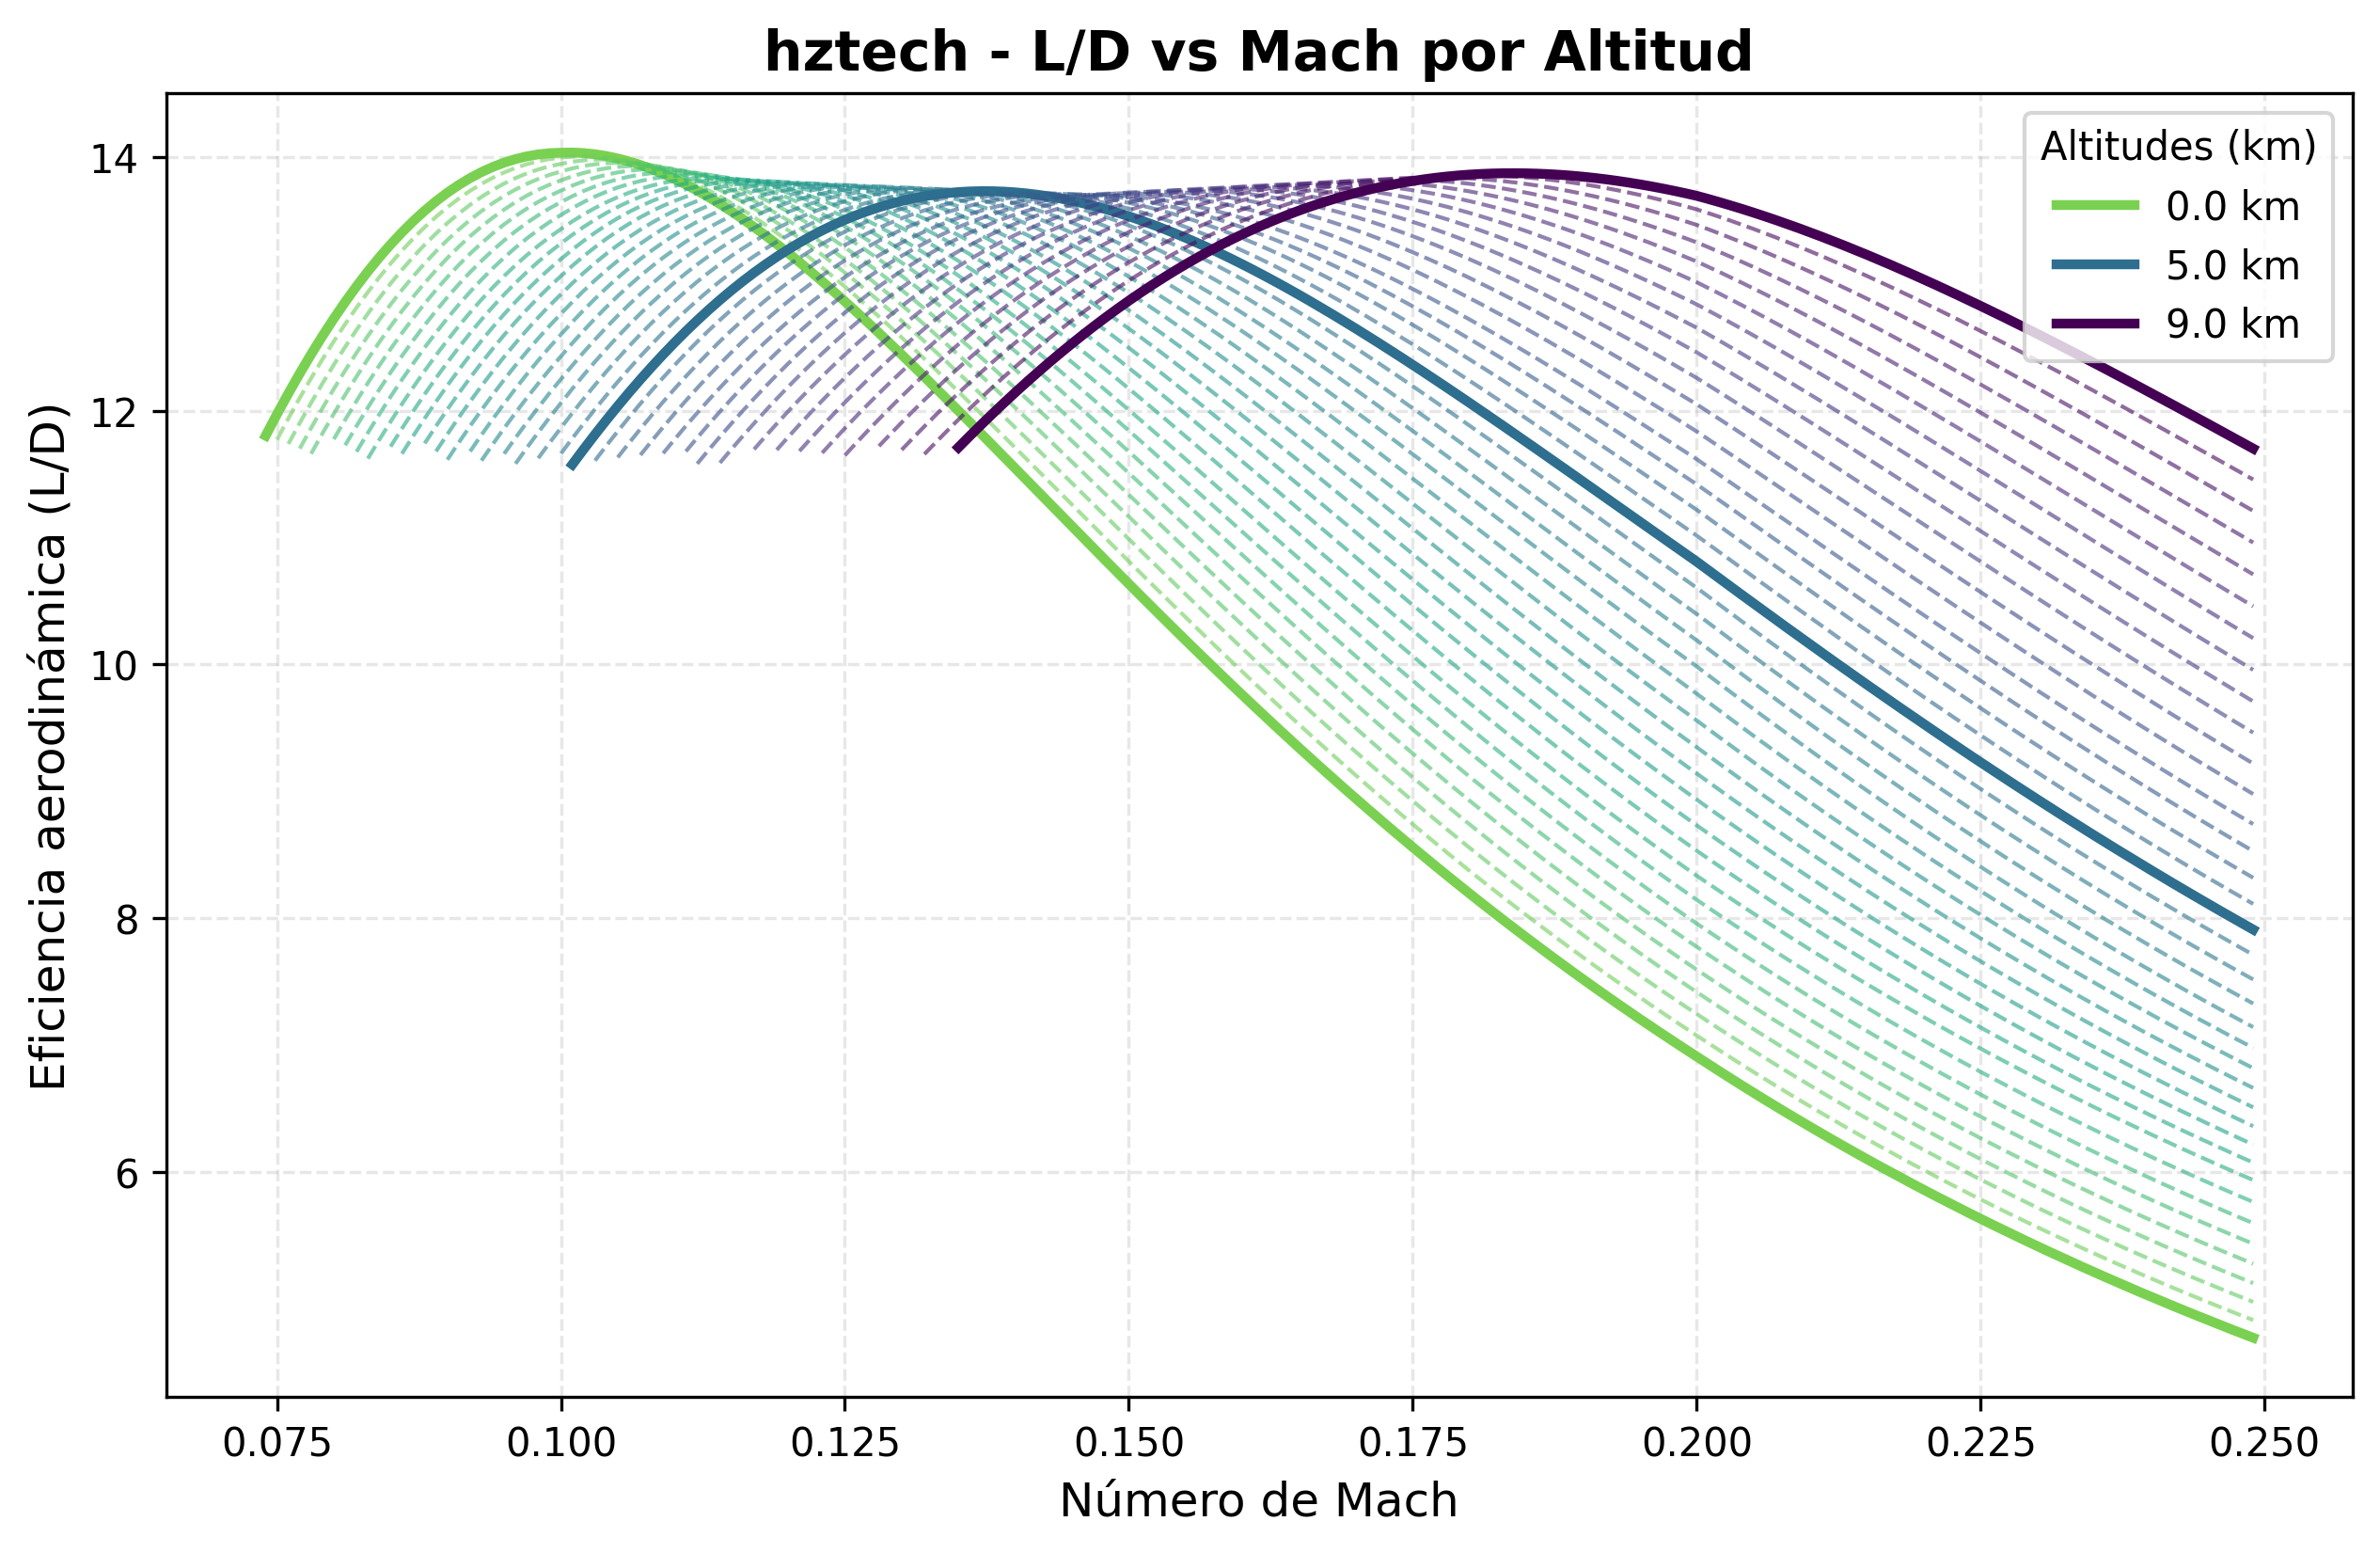 hztech - L/D vs Mach por Altitud
Altitudes (km)
0.0 km
5.0 km
9.0 km
Eficiencia aerodinámica (L/D)
14
12
10
8
6
0.075 0.100 0.125 0.150 0.175 0.200 0.225 0.250
Número de Mach